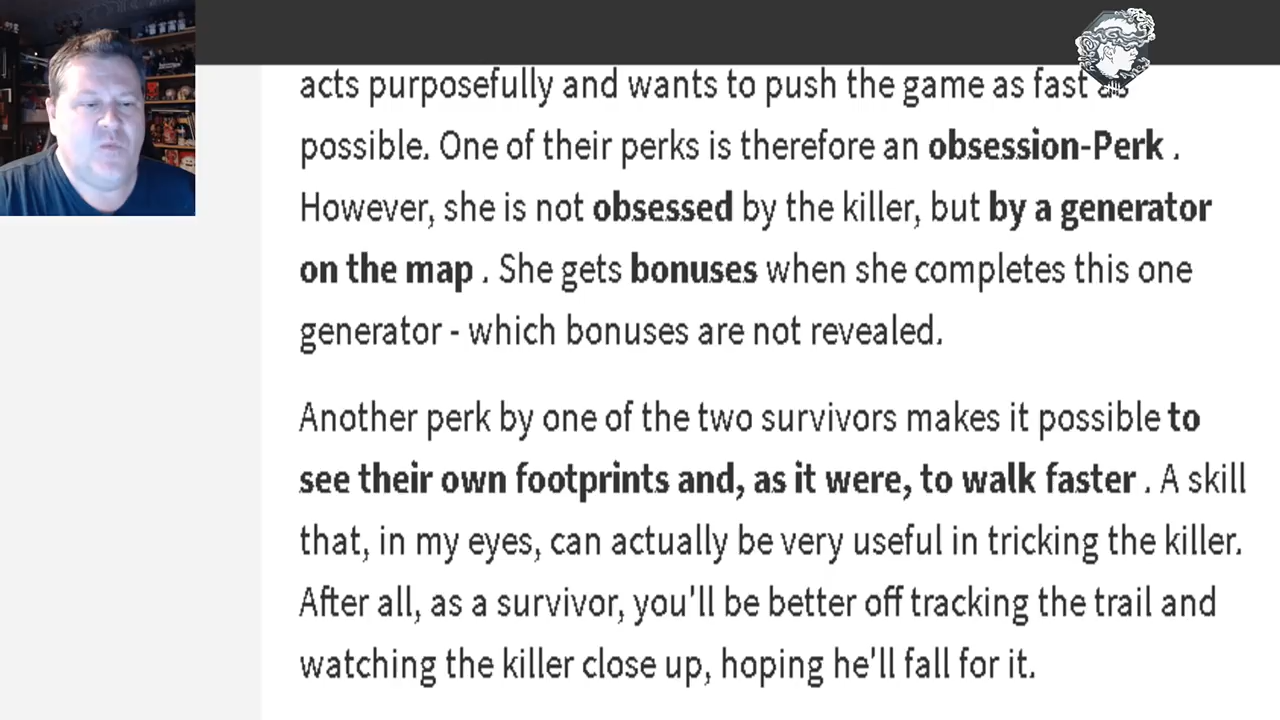 acts purposefully and wants to push the game as fast as
possible. One of their perks is therefore an obsession-Perk .
However, she is not obsessed by the killer, but by a generator
on the map . She gets bonuses when she completes this one
generator - which bonuses are not revealed.
Another perk by one of the two survivors makes it possible to
see their own footprints and, as it were, to walk faster . A skill
that, in my eyes, can actually be very useful in tricking the killer.
After all, as a survivor, you'll be better off tracking the trail and
watching the killer close up, hoping he'll fall for it.